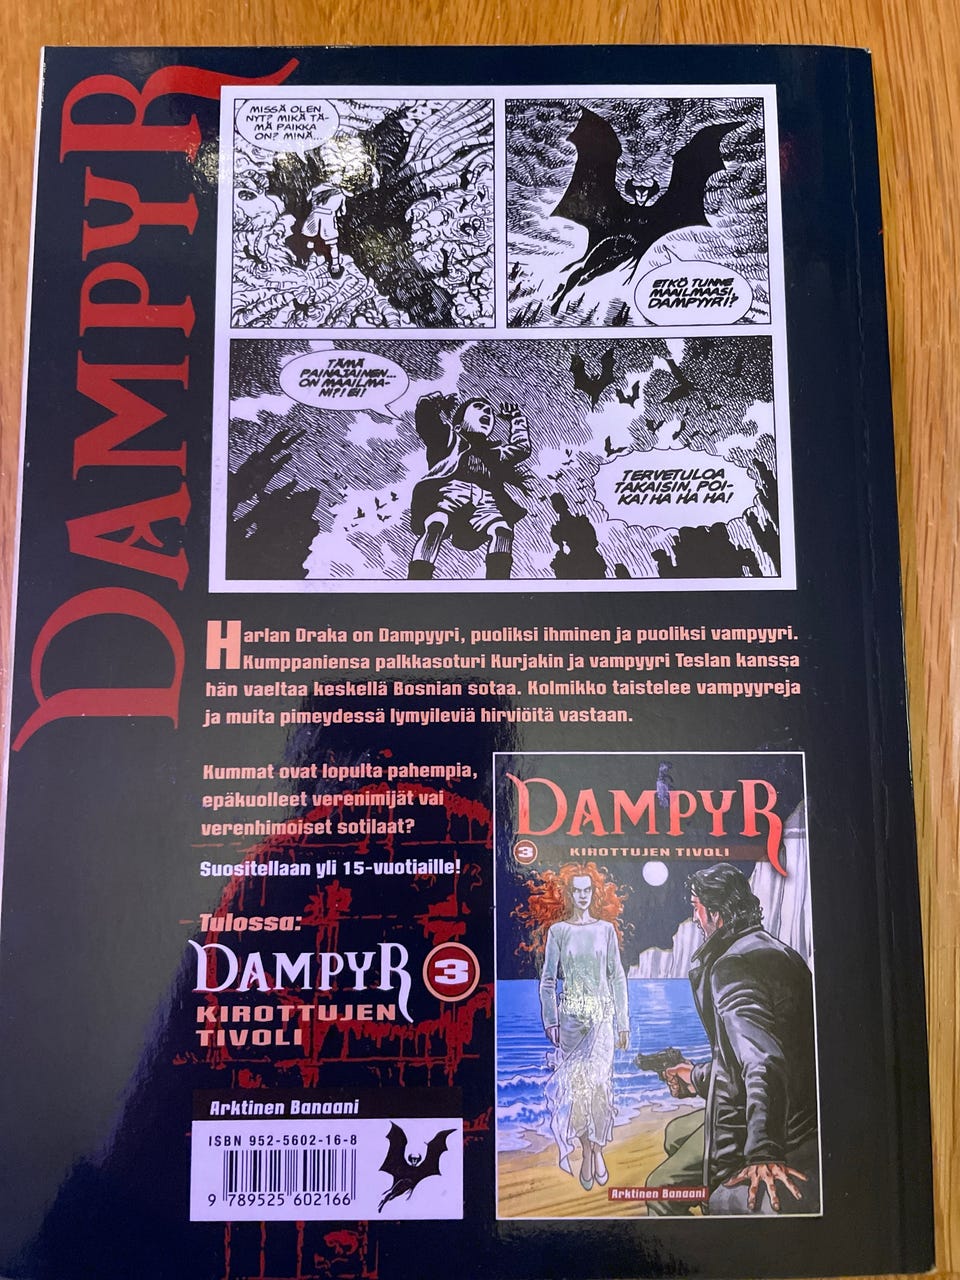 DAMPYR
MISSÄ OLEN
NYT? MIKÄ TÄ-
MÄ PAIKKA
ON? MINÄ...
ETKÖ TUNNE
MAAILMAASI,
DAMPYYRI!?
TÄMÄ
PAINAJAINEN...
ON MAAILMA-
NI?! EI!
TERVETULOA
TAKAISIN, POI-
KA! HA HA HA!
Harlan Draka on Dampyyri, puoliksi ihminen ja puoliksi vampyyri.
Kumppaniensa palkkasoturi Kurjakin ja vampyyri Teslan kanssa
hän vaeltaa keskellä Bosnian sotaa. Kolmikko taistelee vampyyreja
ja muita pimeydessä lymyileviä hirviöitä vastaan.
Kummat ovat lopulta pahempia,
epäkuolleet verenimijät vai
verenhimoiset sotilaat?
Suositellaan yli 15-vuotiaille!
Tulossa:
DAMPYR 3
KIROTTUJEN
TIVOLI
Arktinen Banaani
ISBN 952-5602-16-8
9 789525 602166
DAMPYR
3 KIROTTUJEN TIVOLI
Arktinen Banaani